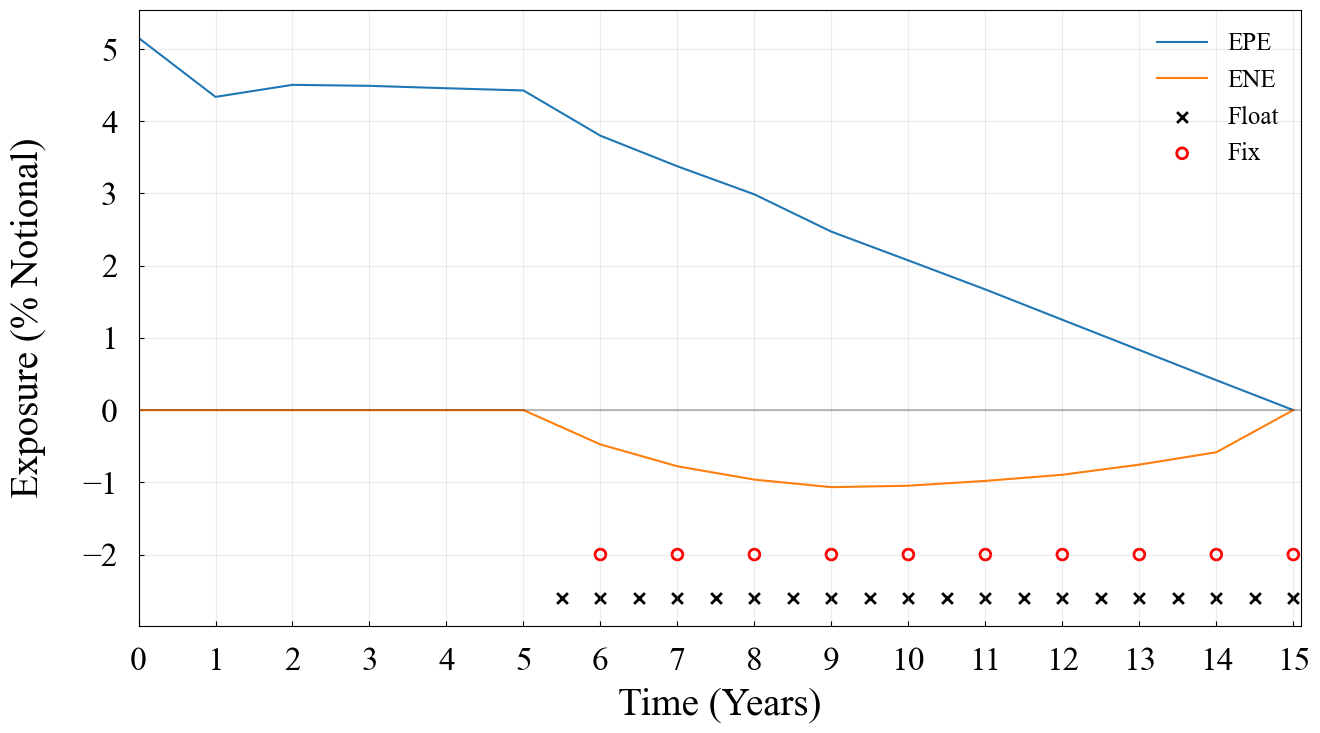 Exposure (% Notional)
5
4
3
2
1
0
−1
−2
EPE
ENE
Float
Fix
0 1 2 3 4 5 6 7 8 9 10 11 12 13 14 15
Time (Years)